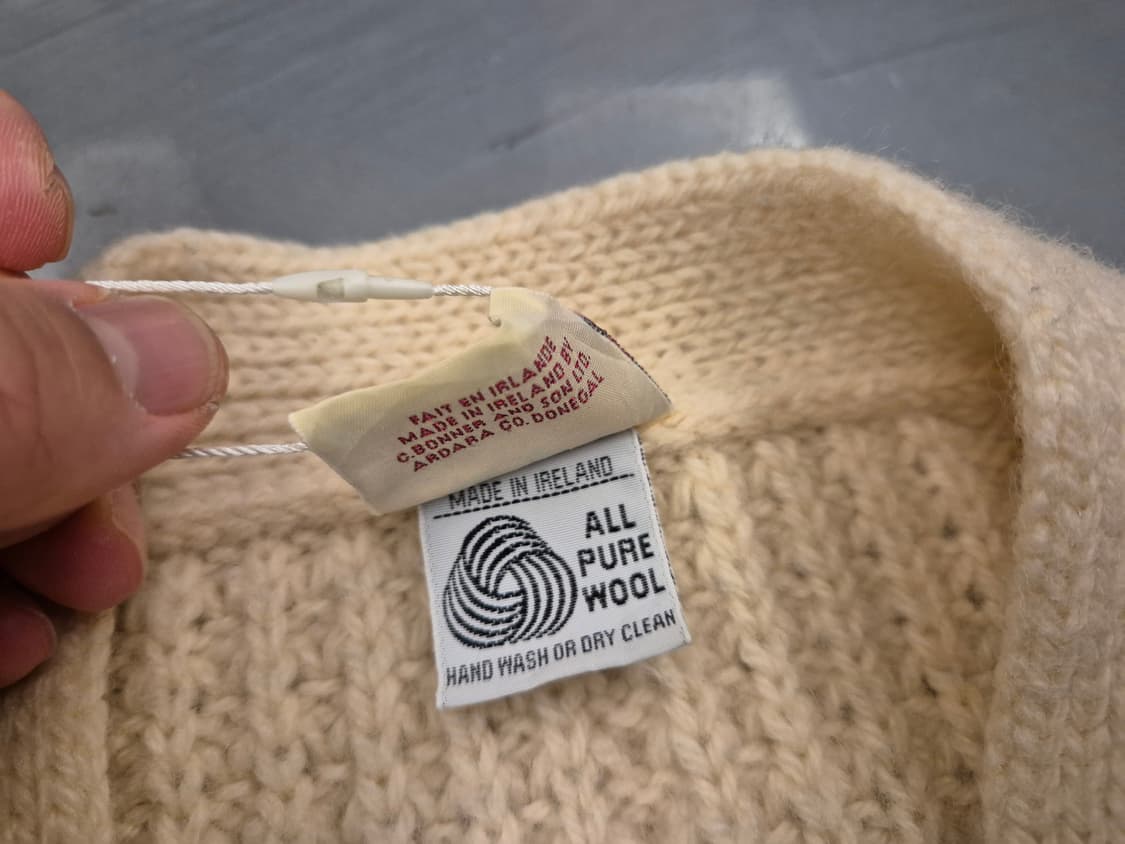 FAIT EN IRLANDE
MADE IN IRELAND BY
C.BONNER AND SON LTD.
ARDARA CO. DONEGAL
MADE IN IRELAND
ALL
PURE
WOOL
HAND WASH OR DRY CLEAN